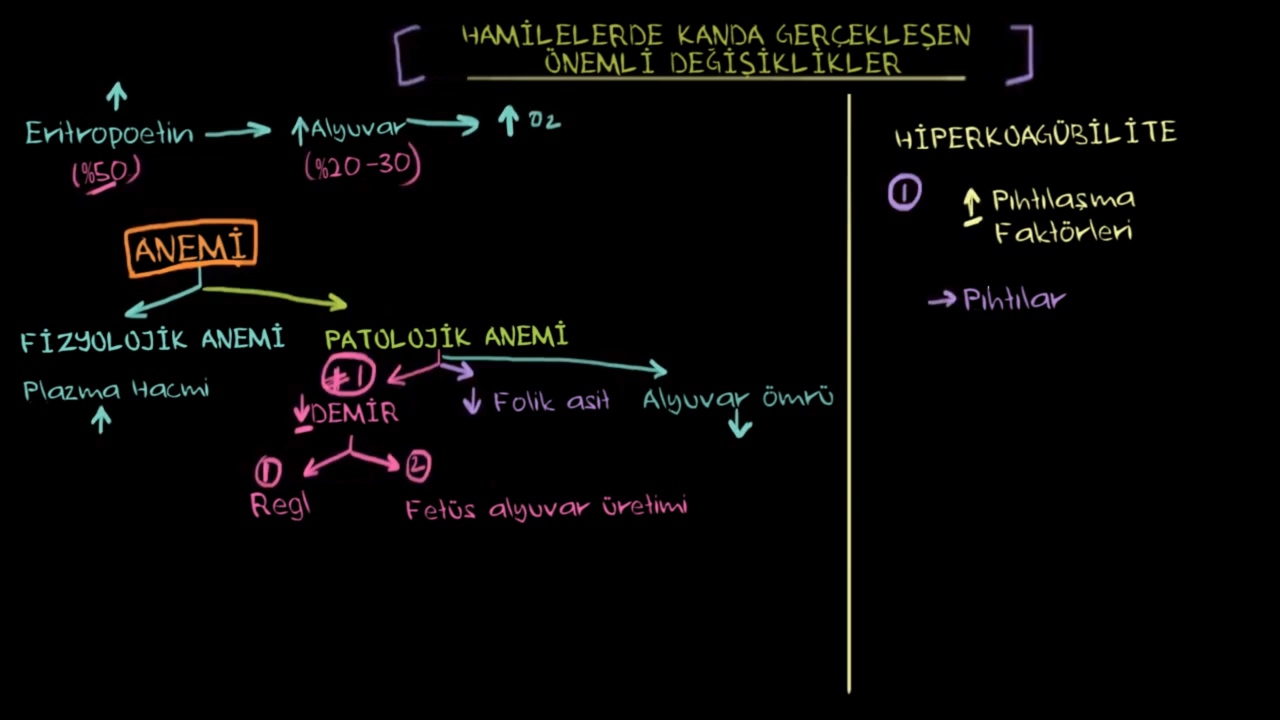 HAMİLELERDE KANDA GERÇEKLEŞEN
ÖNEMLİ DEĞİŞİKLİKLER
↑
Eritropoetin → ↑Alyuvar → ↑ O2
(%50) (%20-30)
ANEMİ
FİZYOLOJİK ANEMİ
Plazma Hacmi
↑
PATOLOJİK ANEMİ
#1
↓DEMİR
↓ Folik asit
Alyuvar ömrü
↓
1
Regl
2
Fetüs alyuvar üretimi
HİPERKOAGÜBİLİTE
1 ↑ Pıhtılaşma
Faktörleri
→ Pıhtılar